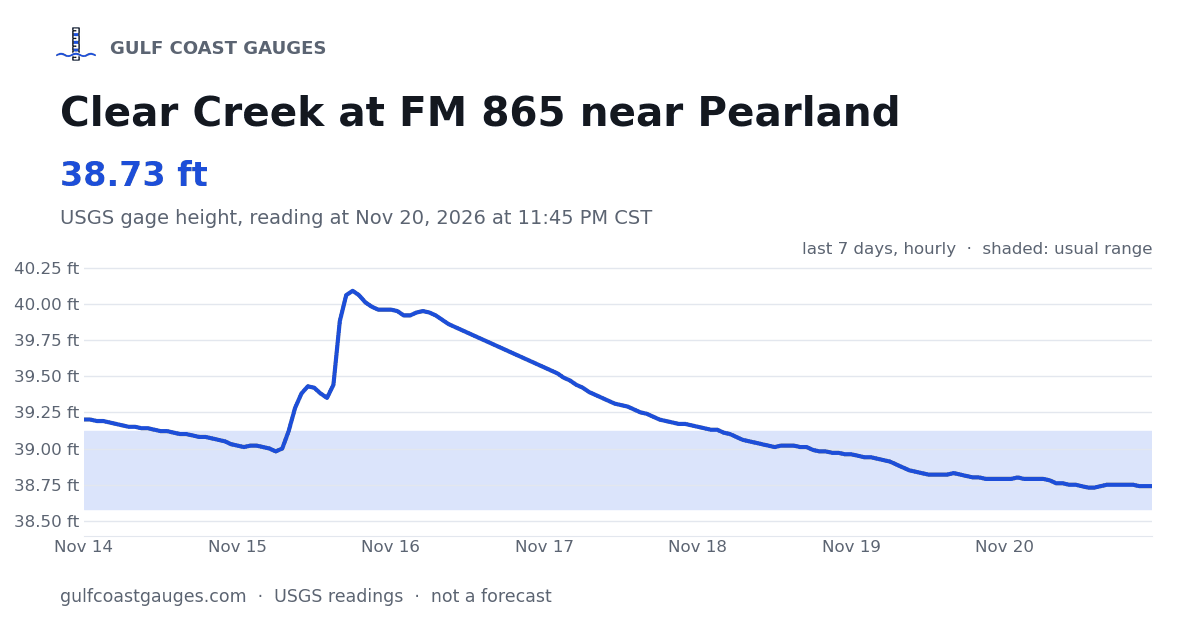 GULF COAST GAUGES
Clear Creek at FM 865 near Pearland
38.73 ft
USGS gage height, reading at Nov 20, 2026 at 11:45 PM CST
last 7 days, hourly · shaded: usual range
40.25 ft
40.00 ft
39.75 ft
39.50 ft
39.25 ft
39.00 ft
38.75 ft
38.50 ft
Nov 14 Nov 15 Nov 16 Nov 17 Nov 18 Nov 19 Nov 20
gulfcoastgauges.com · USGS readings · not a forecast